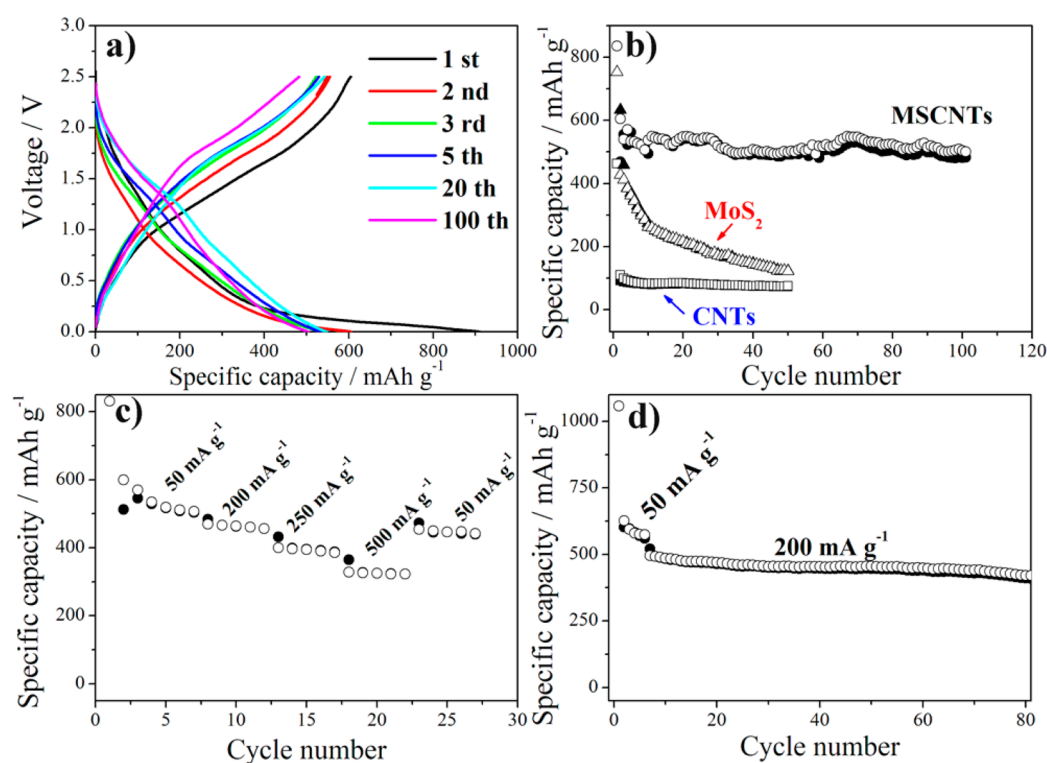 a)
3.0
2.5
2.0
1.5
1.0
0.5
0.0
Voltage / V
1 st
2 nd
3 rd
5 th
20 th
100 th
0 200 400 600 800 1000
Specific capacity / mAh g⁻¹
b)
800
600
400
200
0
Specific capacity / mAh g⁻¹
MSCNTs
MoS₂
CNTs
0 20 40 60 80 100 120
Cycle number
c)
800
600
400
200
0
Specific capacity / mAh g⁻¹
50 mA g⁻¹
200 mA g⁻¹
250 mA g⁻¹
500 mA g⁻¹
50 mA g⁻¹
0 5 10 15 20 25 30
Cycle number
d)
1000
750
500
250
0
Specific capacity / mAh g⁻¹
50 mA g⁻¹
200 mA g⁻¹
0 20 40 60 80
Cycle number